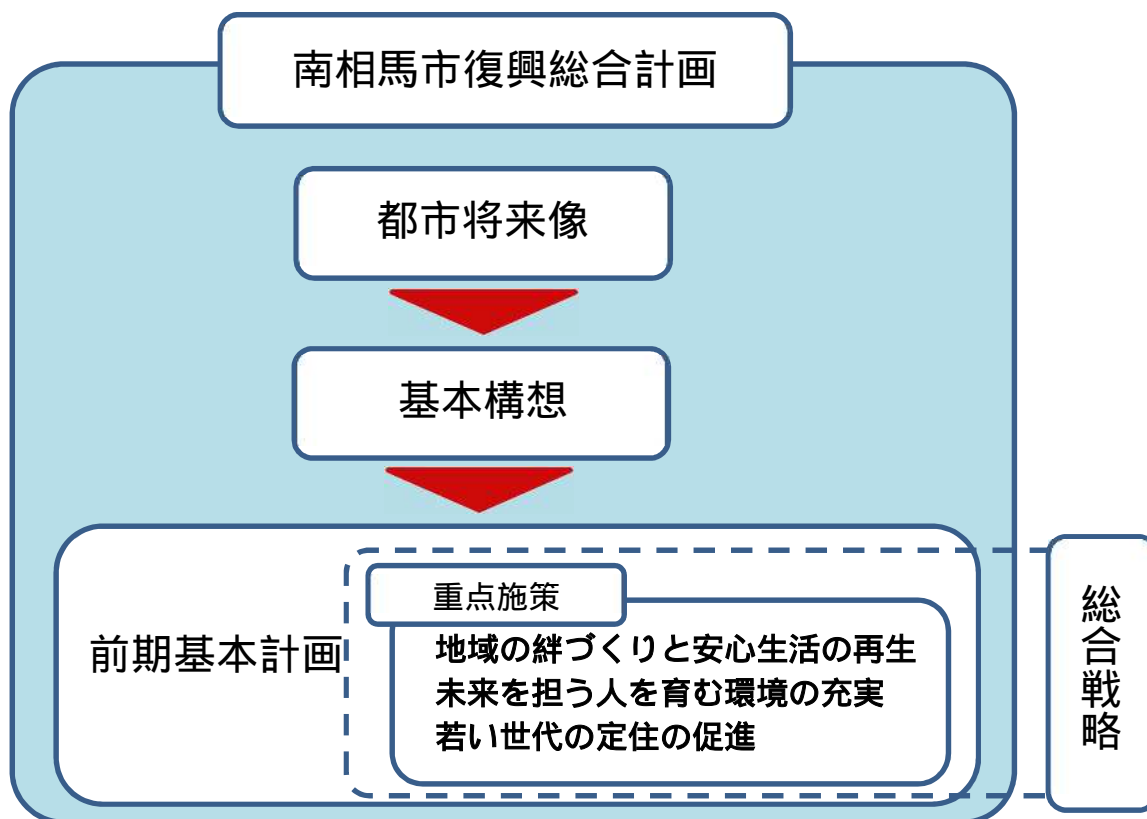 南相馬市復興総合計画
都市将来像
基本構想
前期基本計画
重点施策
地域の絆づくりと安心生活の再生
未来を担う人を育む環境の充実
若い世代の定住の促進
総合戦略